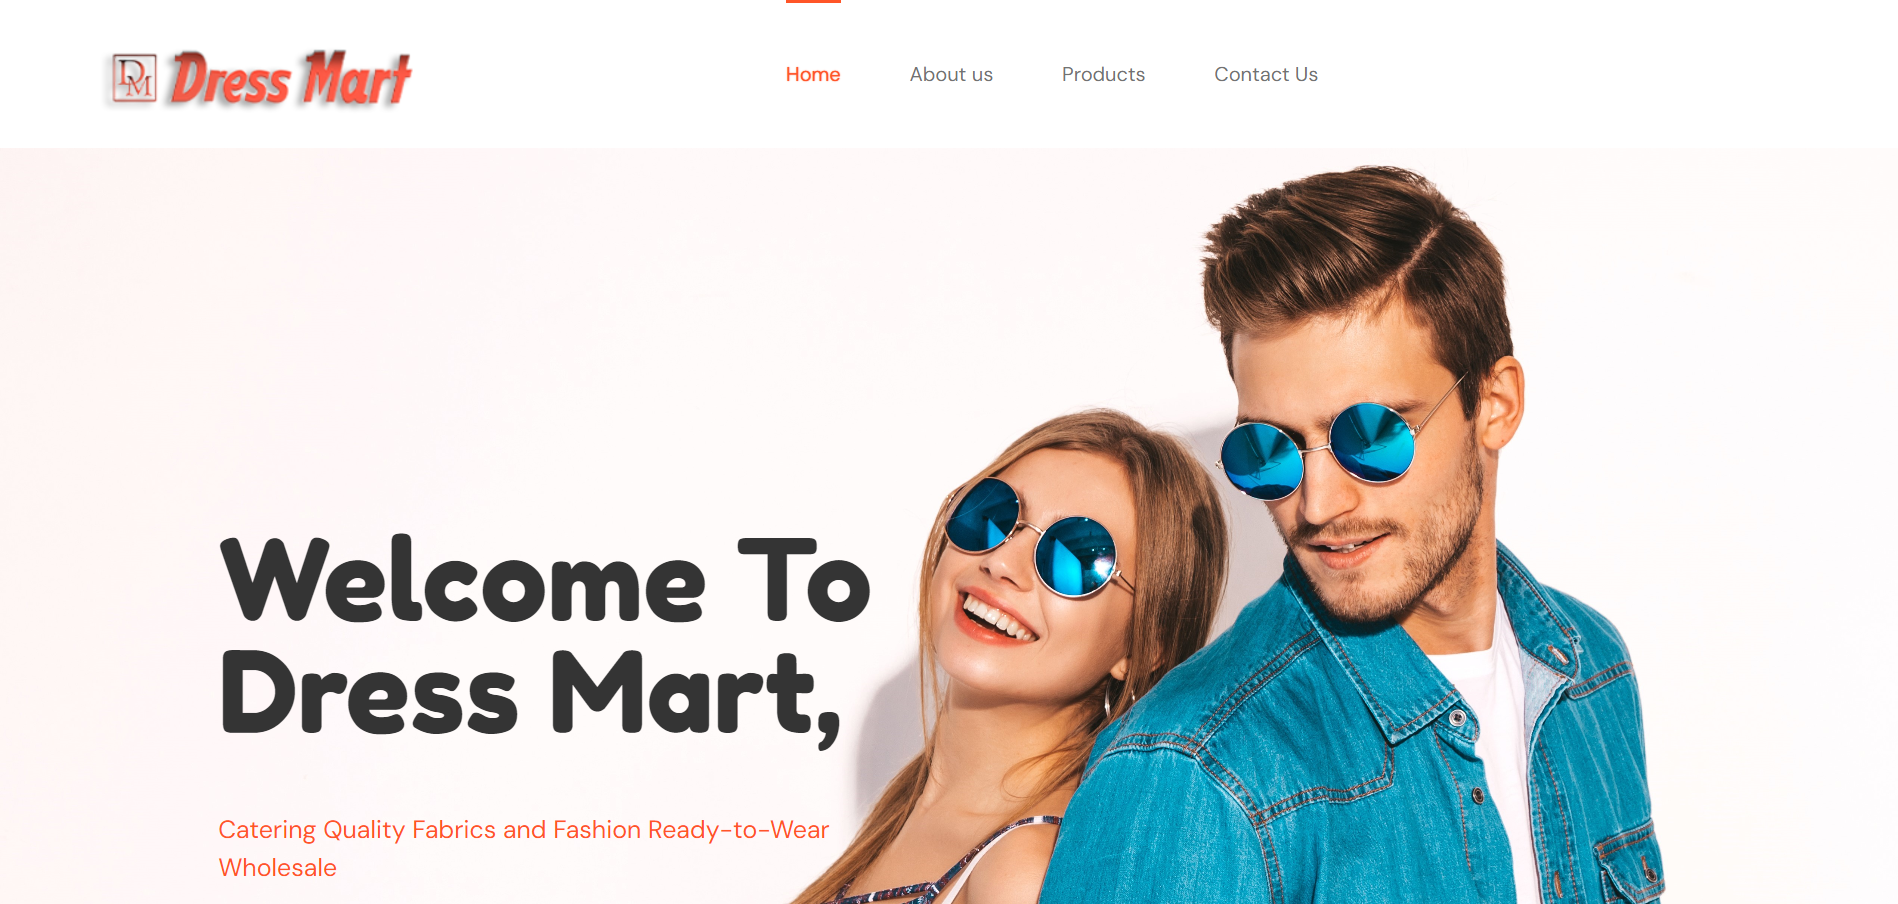 DM Dress Mart
Home About us Products Contact Us
Welcome To
Dress Mart,
Catering Quality Fabrics and Fashion Ready-to-Wear
Wholesale